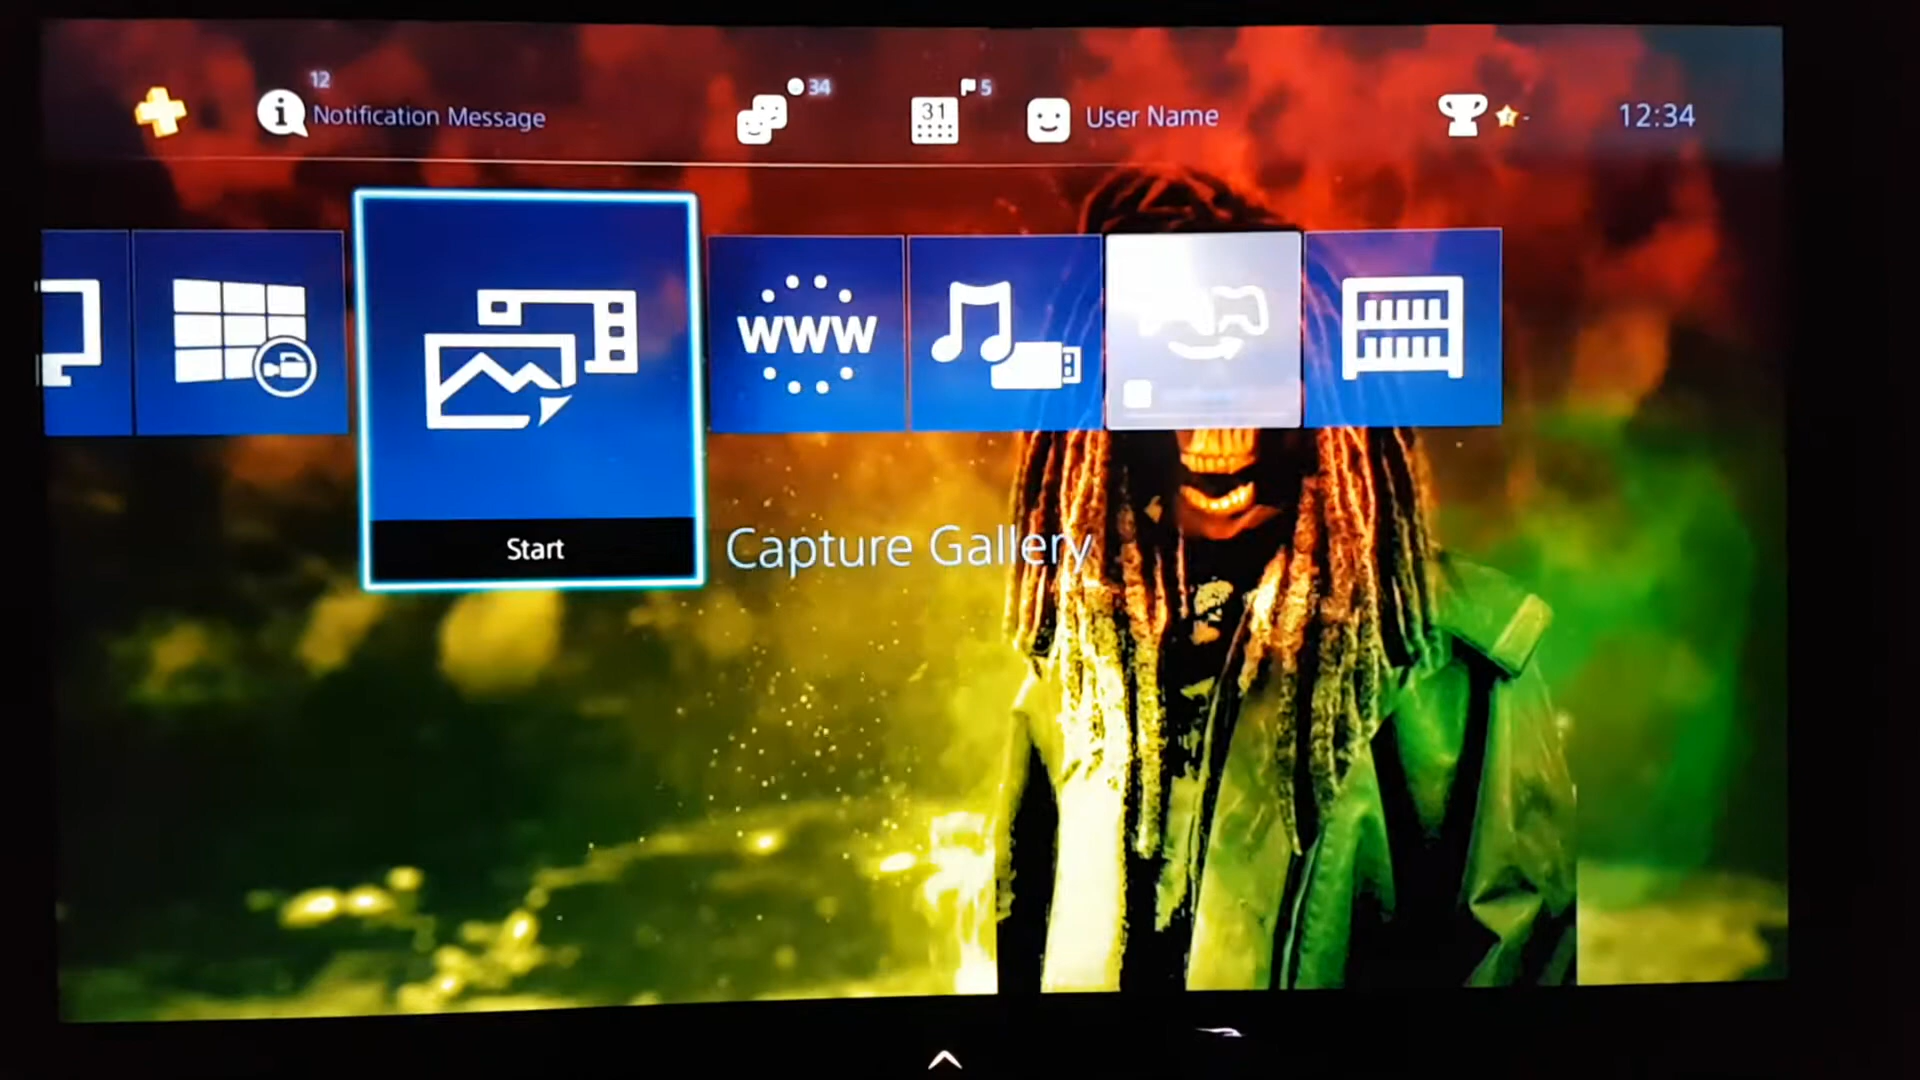 12
Notification Message
34
31
5
User Name
-
12:34
WWW
Start
Capture Gallery